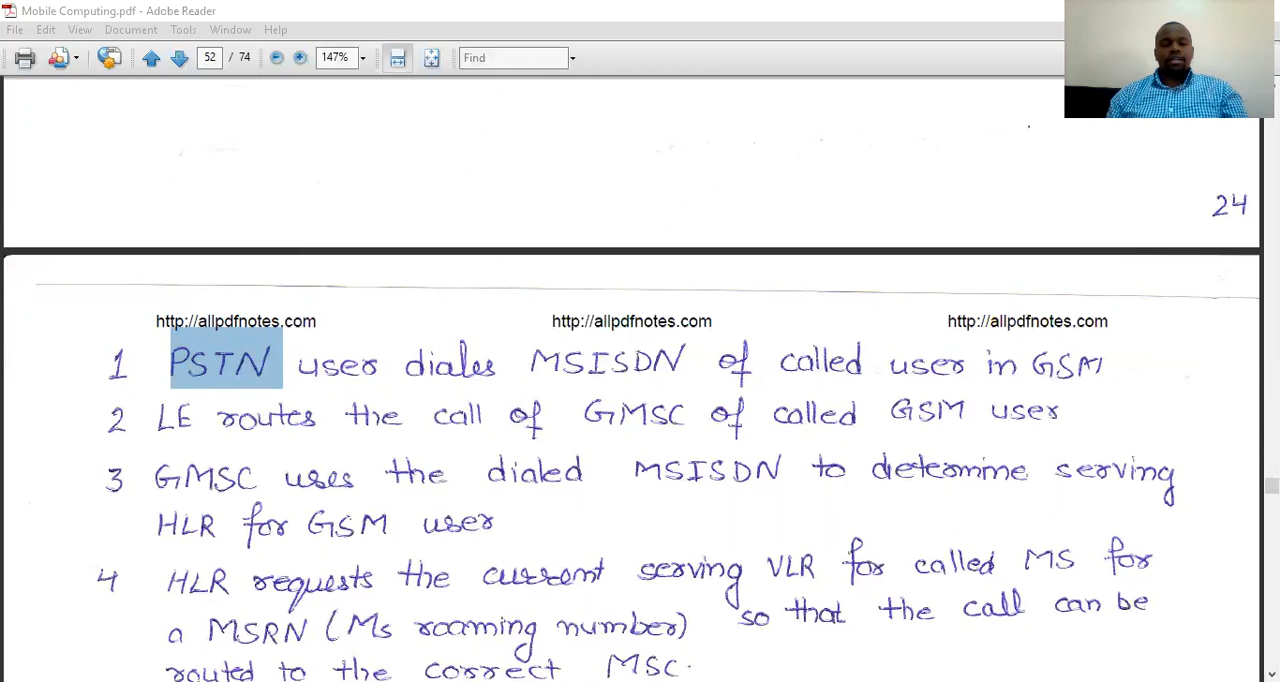 Mobile Computing.pdf - Adobe Reader
File Edit View Document Tools Window Help
52 / 74 147% Find
24
http://allpdfnotes.com http://allpdfnotes.com http://allpdfnotes.com
1 PSTN user diales MSISDN of called user in GSM
2 LE routes the call of GMSC of called GSM user
3 GMSC uses the dialed MSISDN to determine serving
HLR for GSM user
4 HLR requests the current serving VLR for called MS for
a MSRN (Ms roaming number) so that the call can be
routed to the correct MSC.